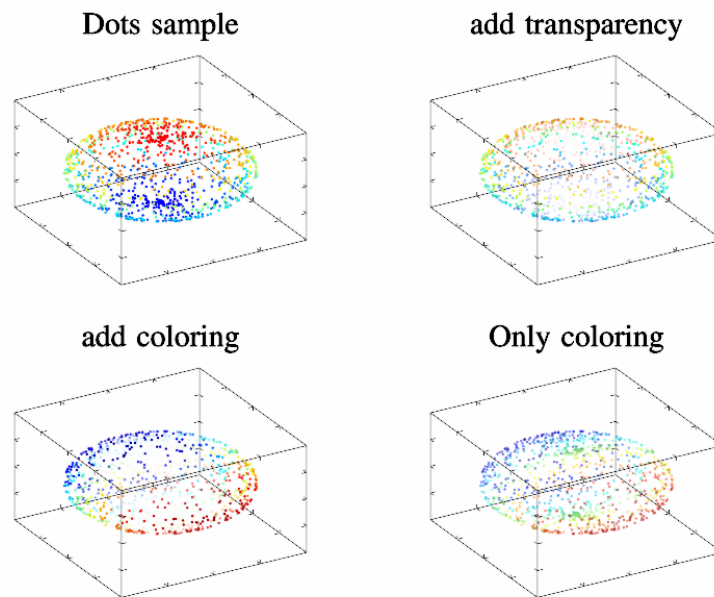 Dots sample
add transparency
add coloring
Only coloring